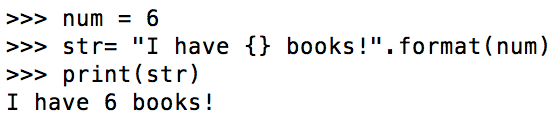 >>> num = 6
>>> str= "I have {} books!".format(num)
>>> print(str)
I have 6 books!